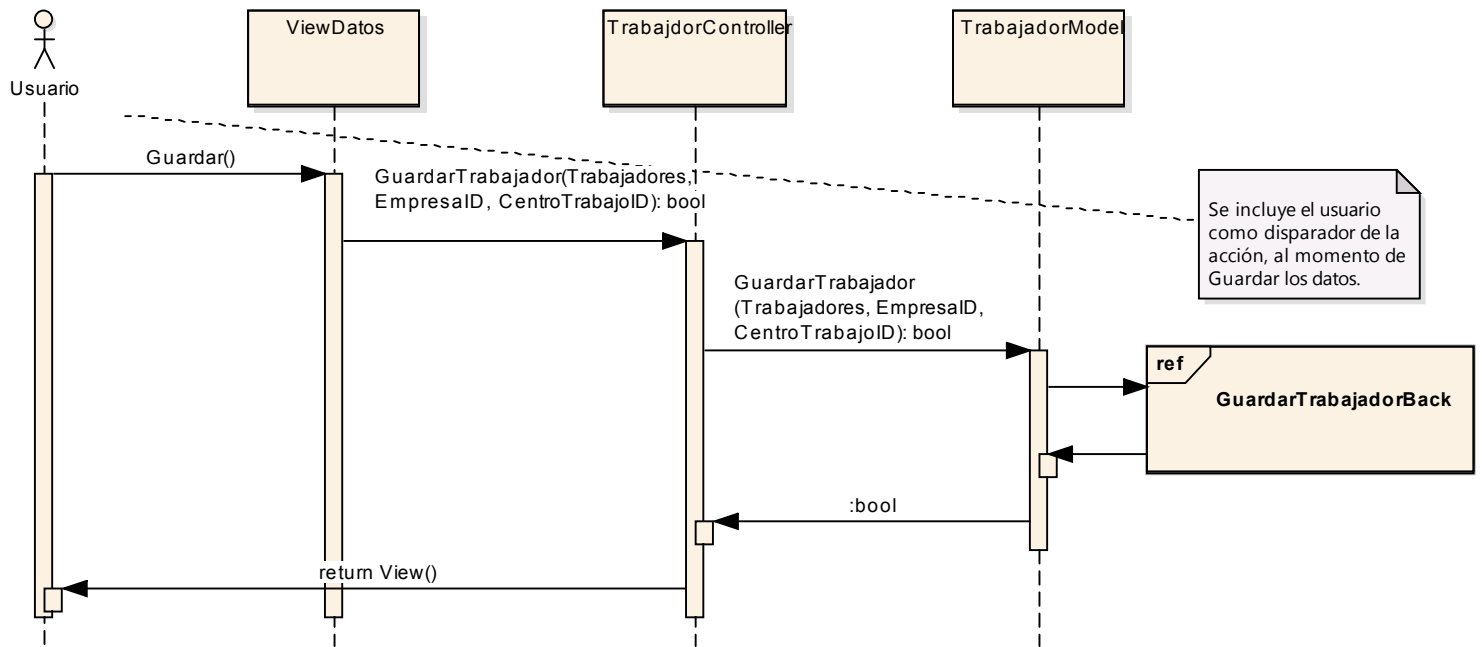 Usuario
ViewDatos
TrabajdorController
TrabajadorModel
Guardar()
GuardarTrabajador(Trabajadores,
EmpresaID, CentroTrabajoID): bool
Se incluye el usuario
como disparador de la
acción, al momento de
Guardar los datos.
GuardarTrabajador
(Trabajadores, EmpresaID,
CentroTrabajoID): bool
ref
GuardarTrabajadorBack
:bool
return View()